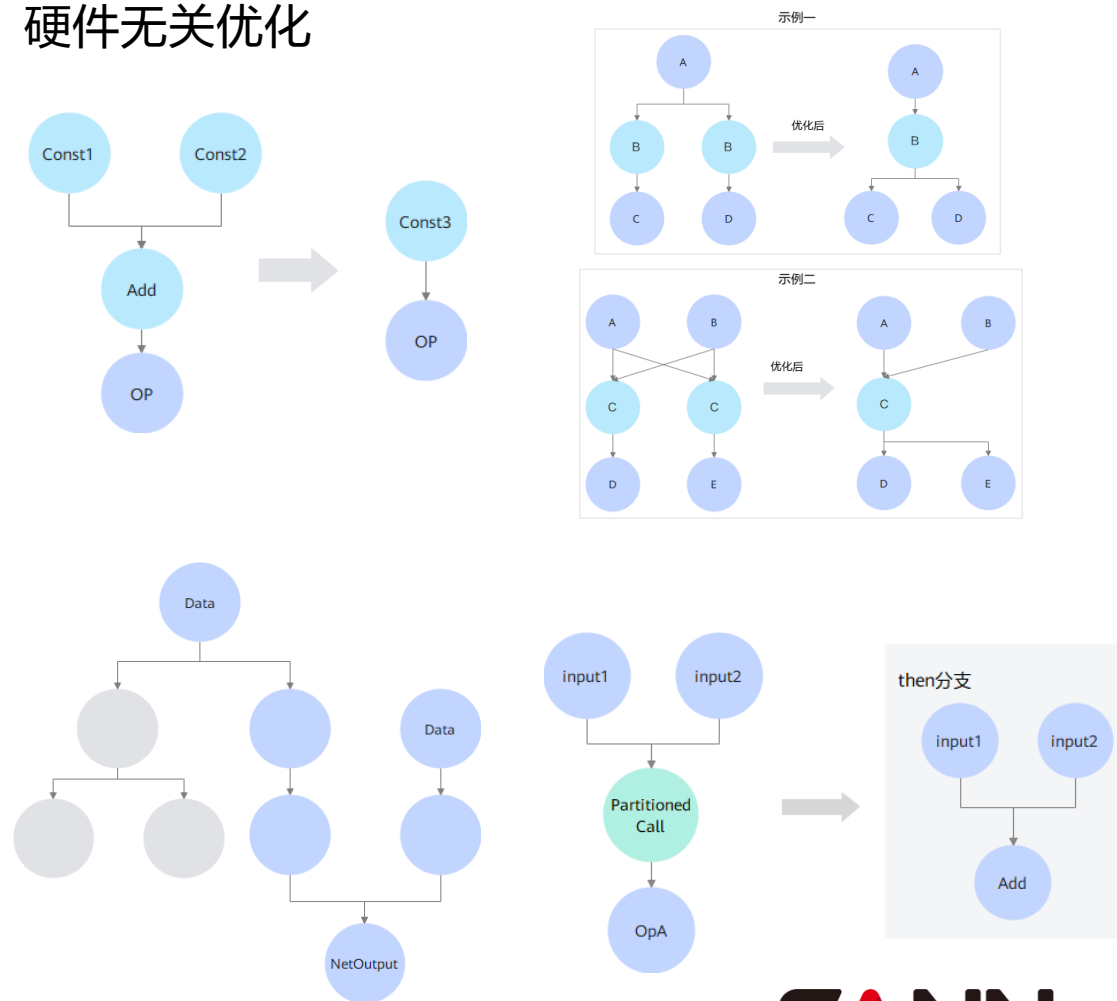 硬件无关优化
Const1
Const2
Add
OP
Const3
OP
示例一
A
B
B
C
D
优化后
A
B
C
D
示例二
A
B
C
C
D
E
优化后
A
B
C
D
E
Data
Data
NetOutput
input1
input2
Partitioned
Call
OpA
then分支
input1
input2
Add